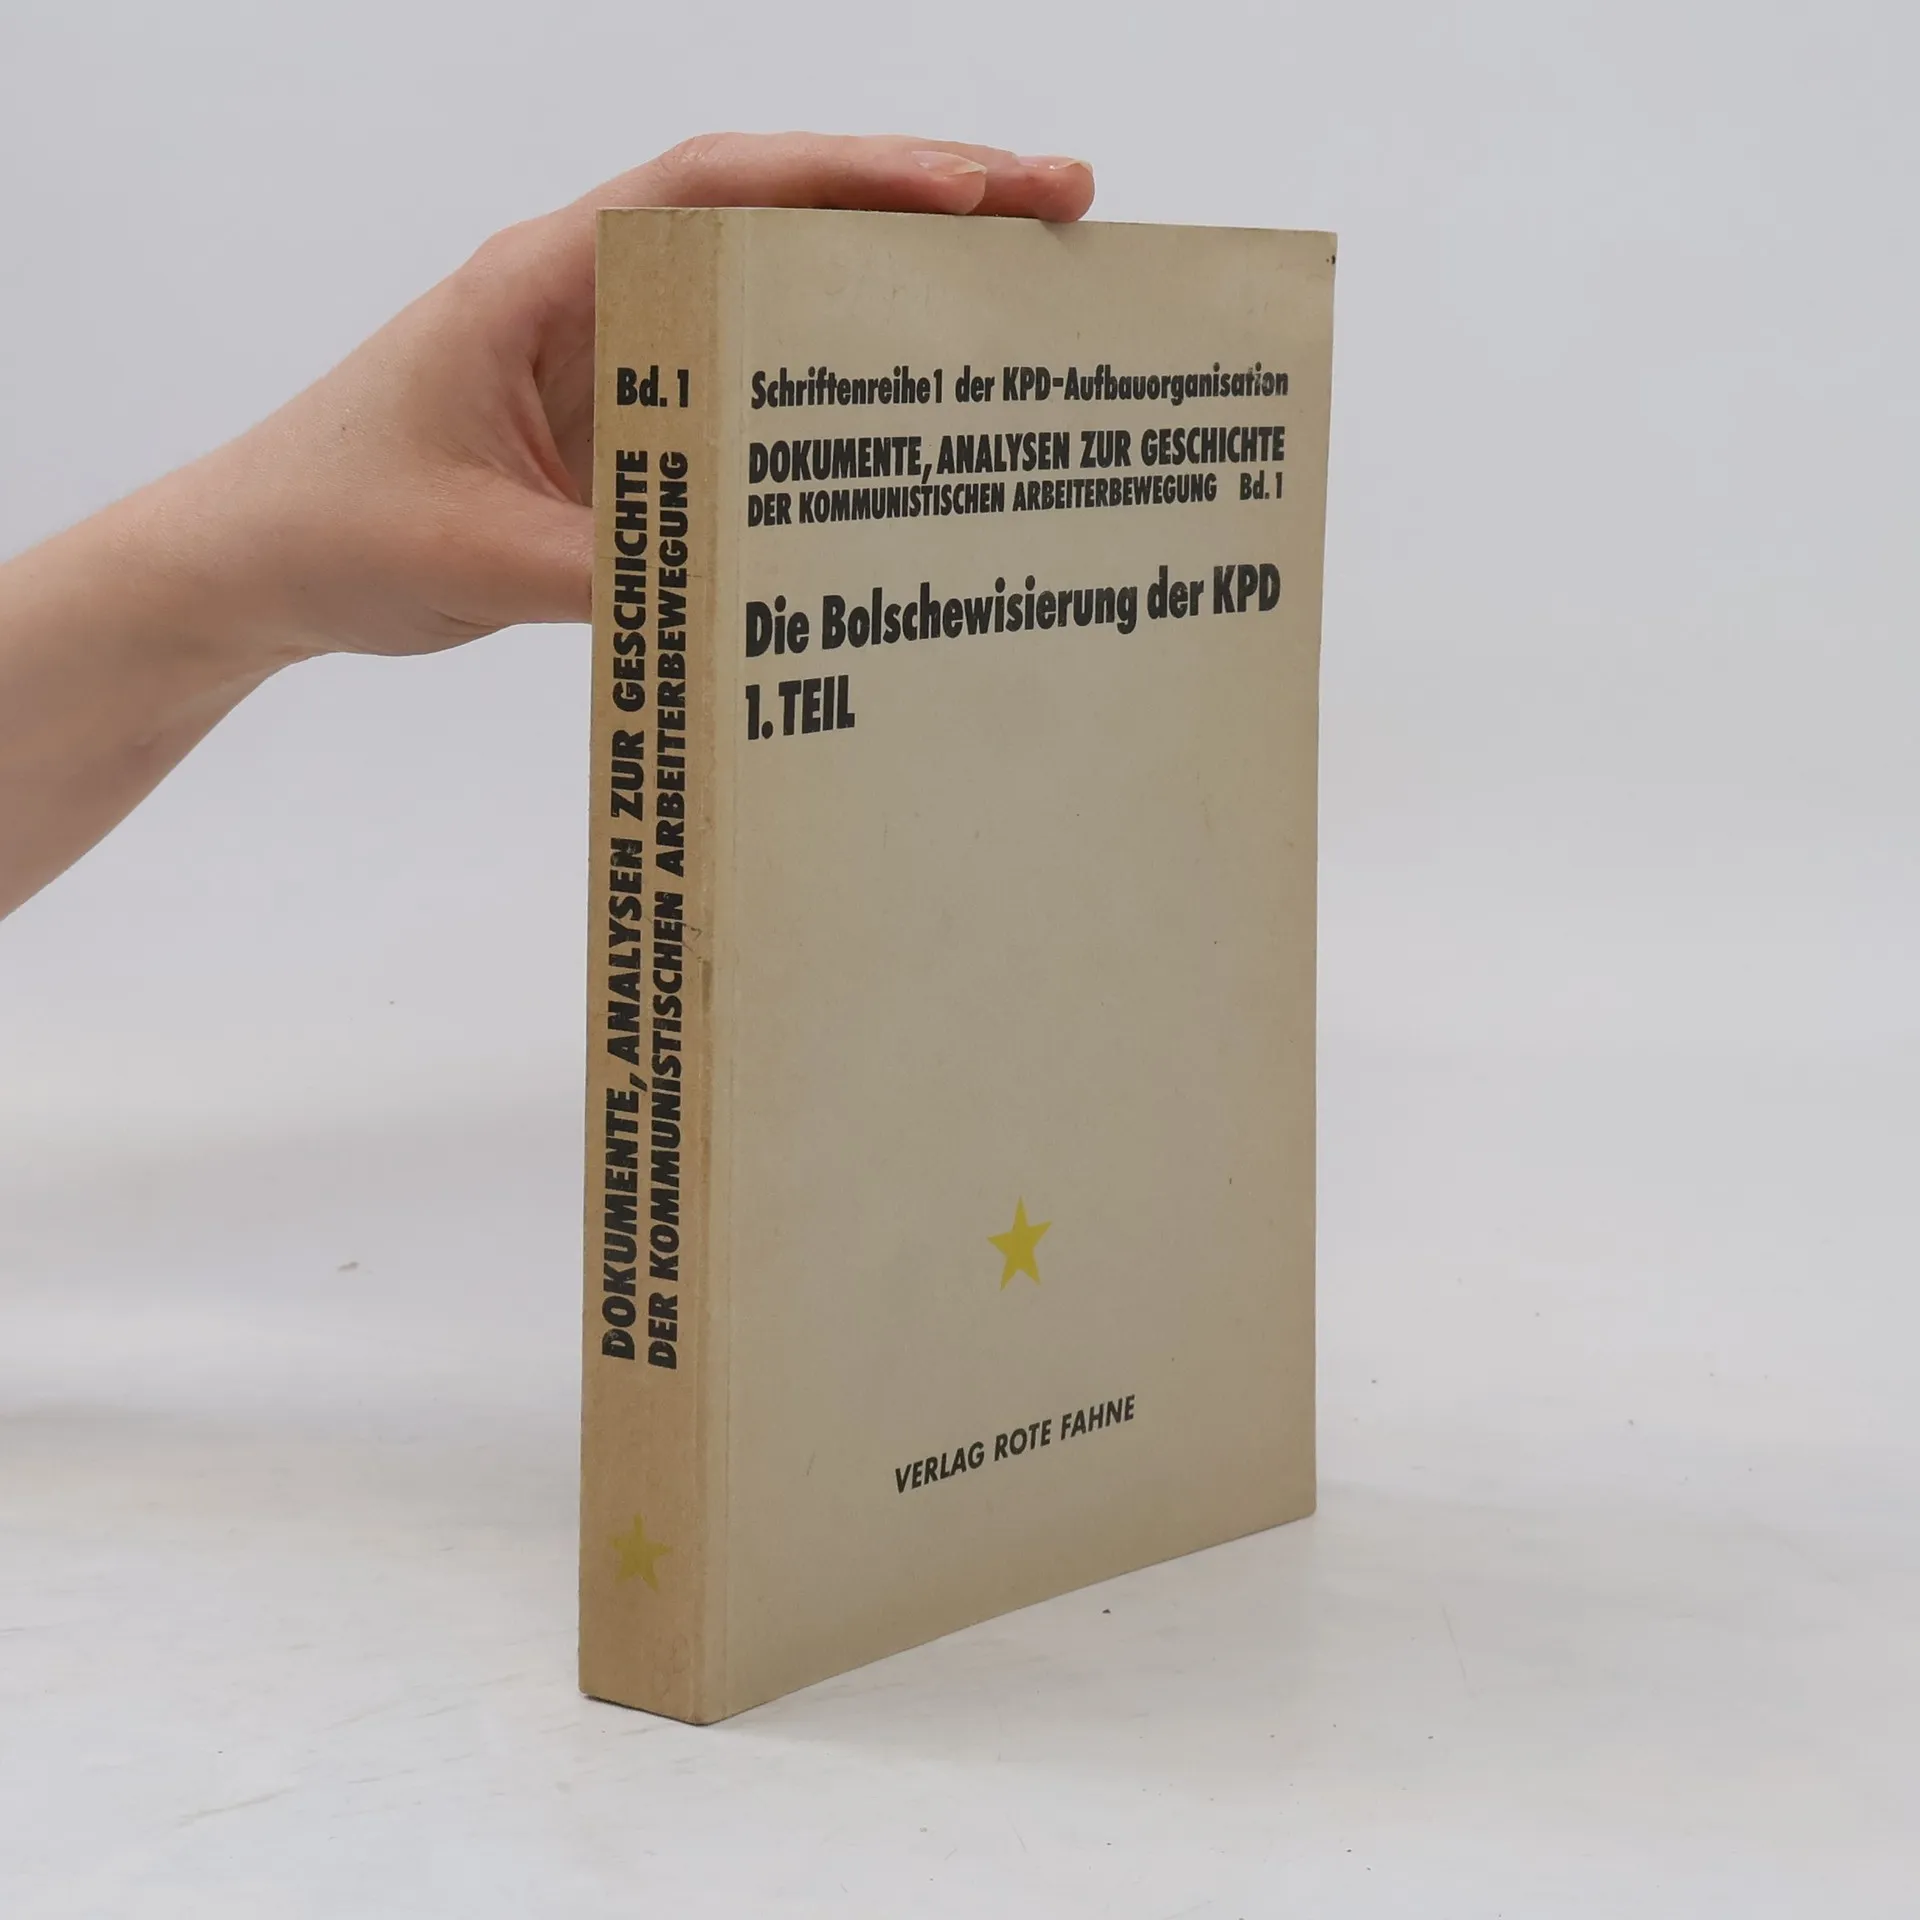 Bd. 1
DOKUMENTE, ANALYSEN ZUR GESCHICHTE
DER KOMMUNISTISCHEN ARBEITERBEWEGUNG
Schriftenreihe1 der KPD-Aufbauorganisation
DOKUMENTE, ANALYSEN ZUR GESCHICHTE
DER KOMMUNISTISCHEN ARBEITERBEWEGUNG Bd. 1
Die Bolschewisierung der KPD
1. TEIL
VERLAG ROTE FAHNE